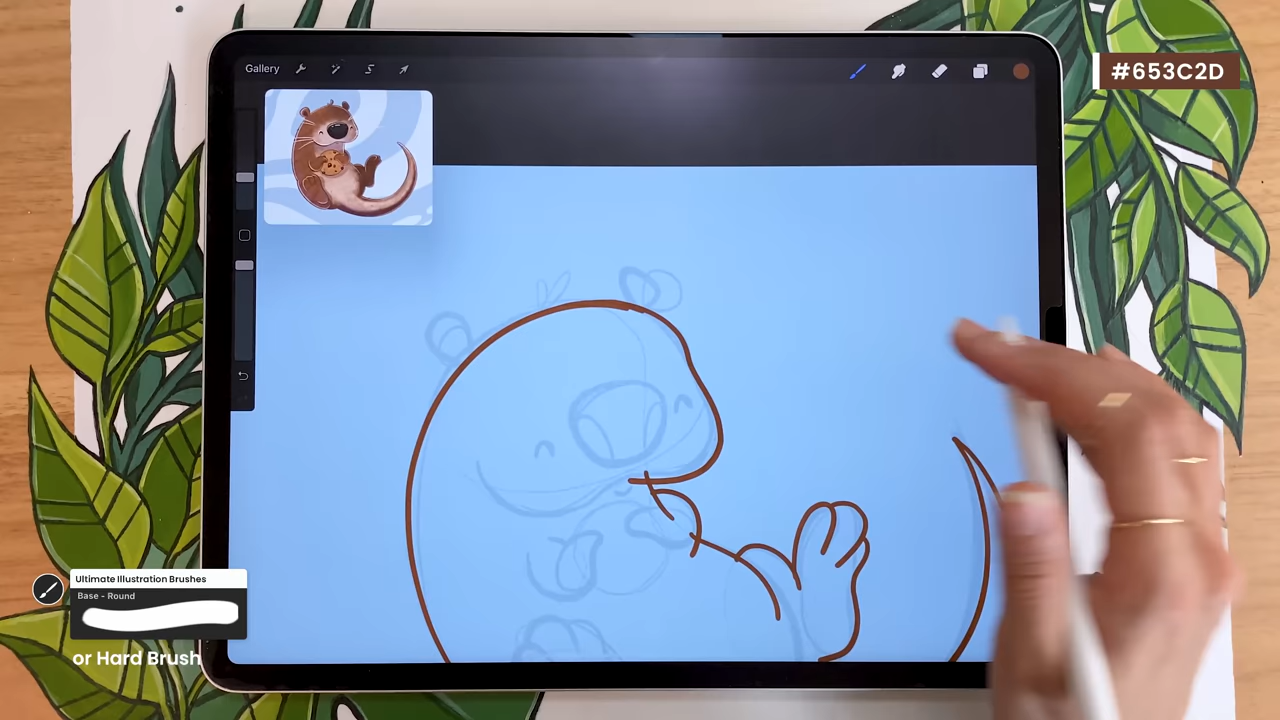 Gallery
#653C2D
Ultimate Illustration Brushes
Base - Round
or Hard Brush